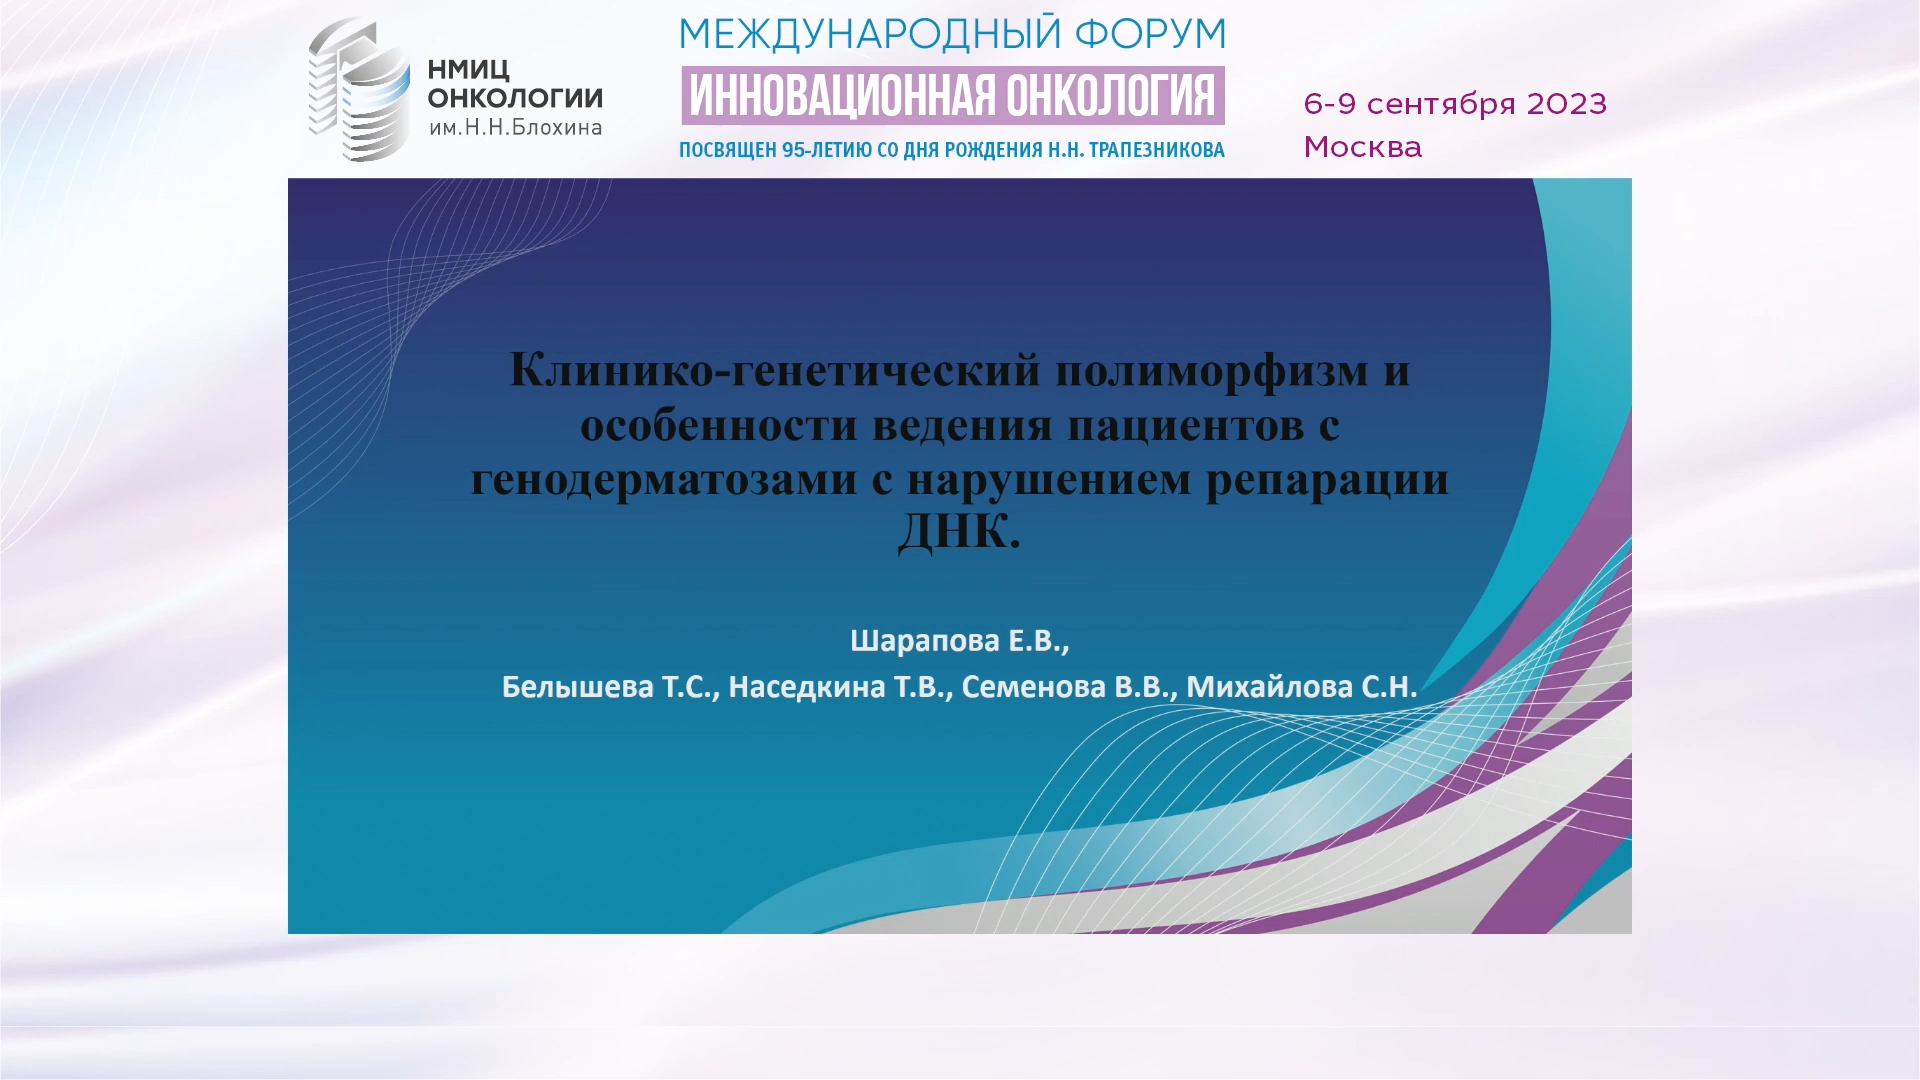 НМИЦ
ОНКОЛОГИИ
им.Н.Н.Блохина
МЕЖДУНАРОДНЫЙ ФОРУМ
ИННОВАЦИОННАЯ ОНКОЛОГИЯ
ПОСВЯЩЕН 95-ЛЕТИЮ СО ДНЯ РОЖДЕНИЯ Н.Н. ТРАПЕЗНИКОВА
6-9 сентября 2023
Москва
Клинико-генетический полиморфизм и
особенности ведения пациентов с
генодерматозами с нарушением репарации
ДНК.
Шарапова Е.В.,
Белышева Т.С., Наседкина Т.В., Семенова В.В., Михайлова С.Н.